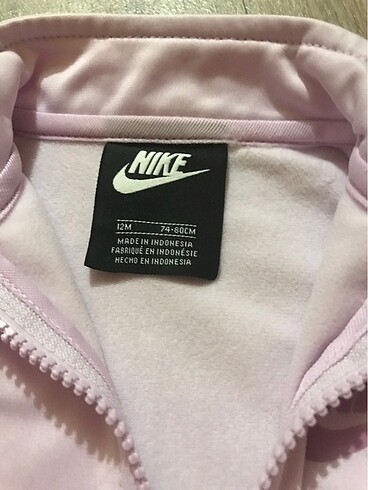 NIKE
12M 74-80CM
MADE IN INDONESIA
FABRIQUÉ EN INDONÉSIE
HECHO EN INDONESIA